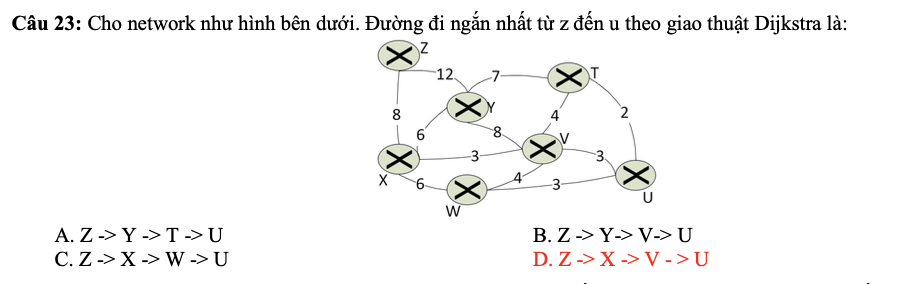 Câu 23: Cho network như hình bên dưới. Đường đi ngắn nhất từ z đến u theo giao thuật Dijkstra là:
Z
12 7 T
Y
8 4 2
6 8 V
3 3
X 6 4 3
W U
A. Z -> Y -> T -> U B. Z -> Y-> V-> U
C. Z -> X -> W -> U D. Z -> X -> V - > U